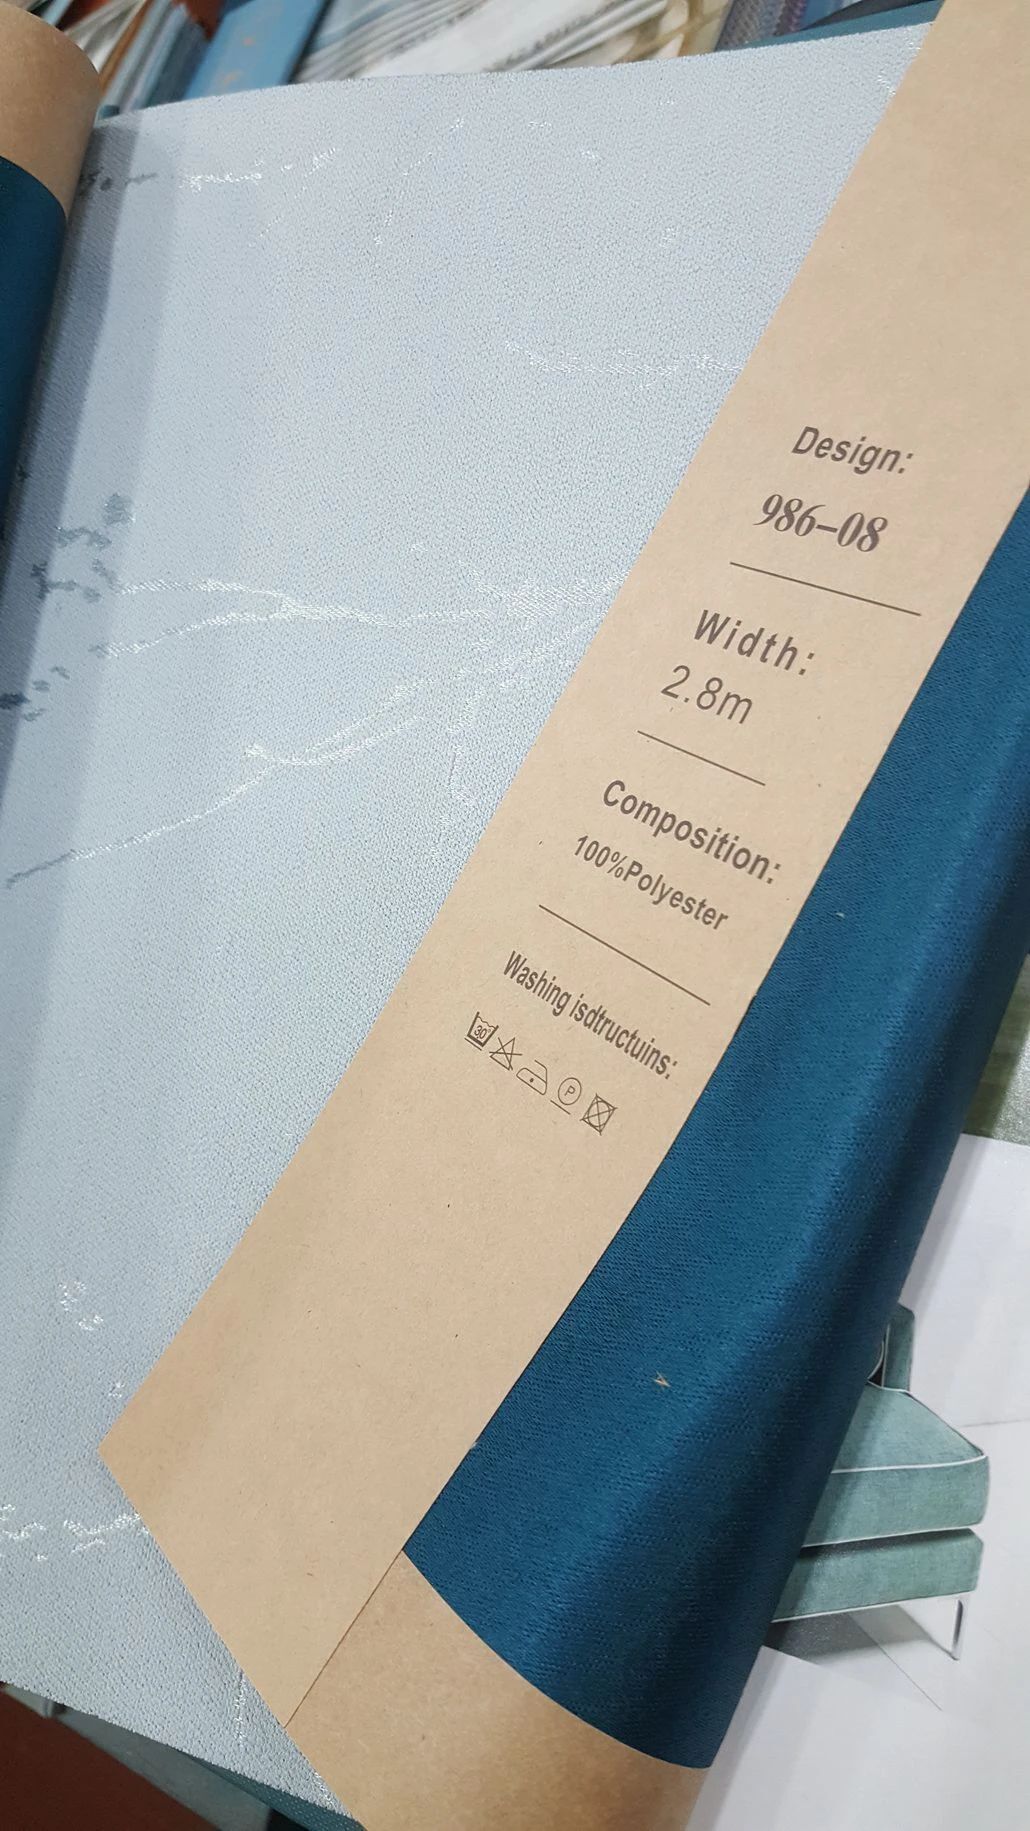 Design:
986-08
Width:
2.8m
Composition:
100%Polyester
Washing isdtructuins:
30
P